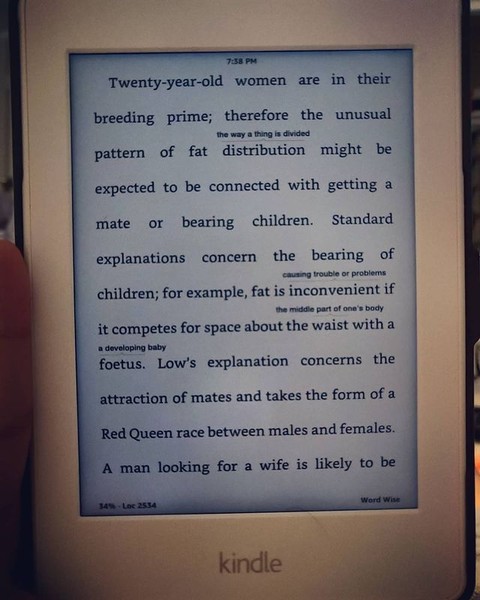 7:38 PM
Twenty-year-old women are in their
breeding prime; therefore the unusual
the way a thing is divided
pattern of fat distribution might be
expected to be connected with getting a
mate or bearing children. Standard
explanations concern the bearing of
causing trouble or problems
children; for example, fat is inconvenient if
the middle part of one's body
it competes for space about the waist with a
a developing baby
foetus. Low's explanation concerns the
attraction of mates and takes the form of a
Red Queen race between males and females.
A man looking for a wife is likely to be
34% · Loc 2534 Word Wise
kindle